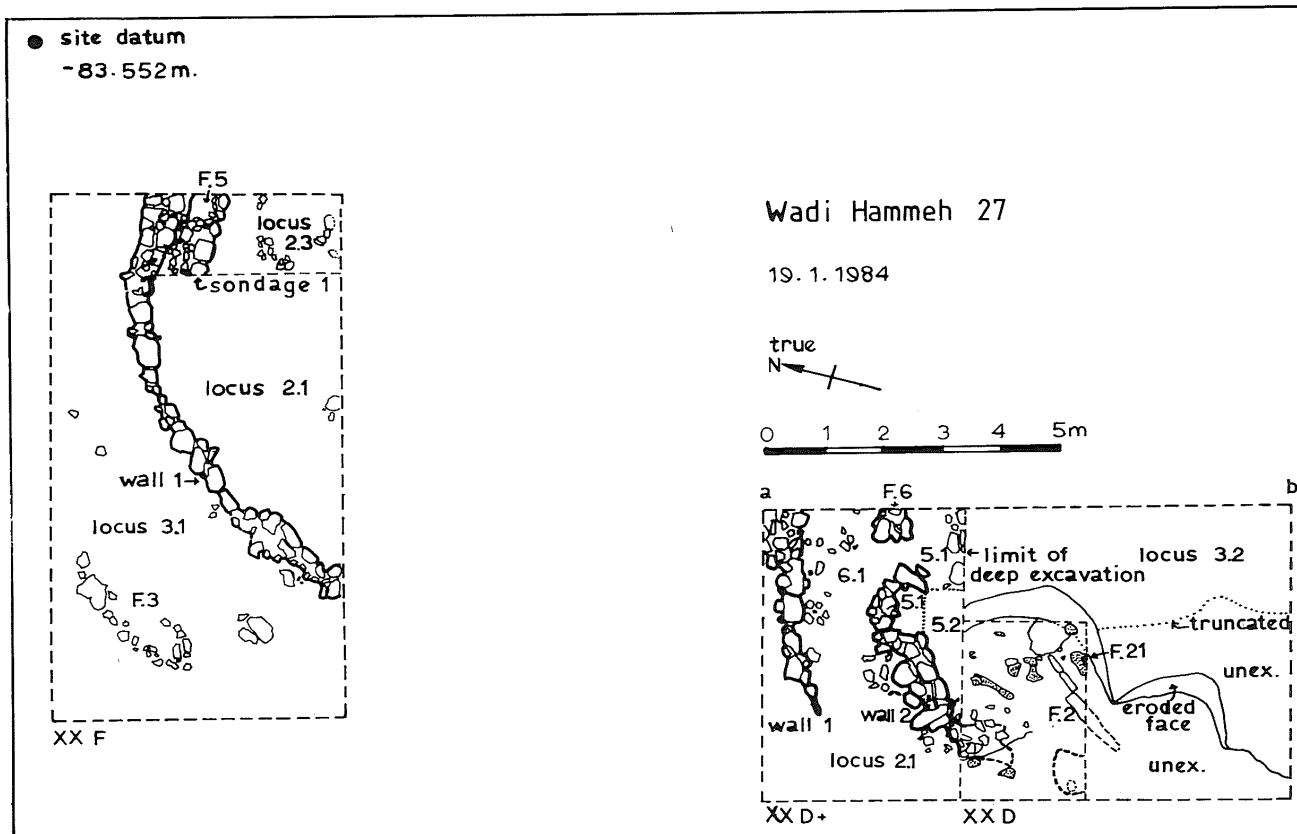 site datum
-83.552m.
F.5
locus
2.3
sondage 1
locus 2.1
wall 1
locus 3.1
F.3
XX F
Wadi Hammeh 27
19.1.1984
true
N
0 1 2 3 4 5m
a
b
F.6
5.1
limit of
deep excavation
locus 3.2
6.1
5.1
5.2
truncated
F.21
unex.
F.2
eroded
face
wall 1
wall 2
locus 2.1
unex.
XX D+
XX D